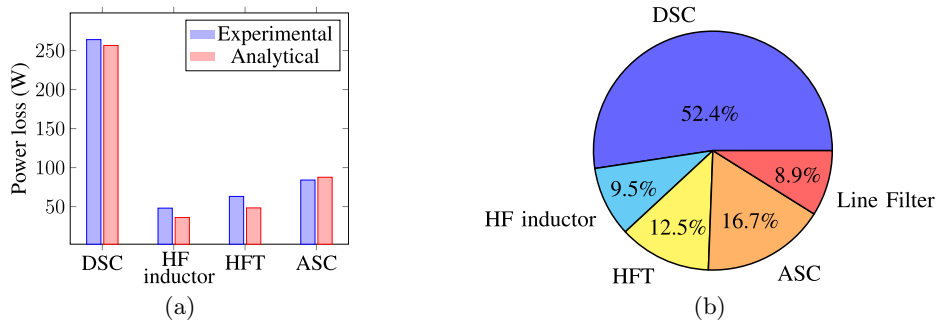 Power loss (W)
250
200
150
100
50
Experimental
Analytical
DSC
HF
inductor
HFT
ASC
(a)
DSC
52.4%
9.5%
8.9%
HF inductor
Line Filter
12.5%
16.7%
HFT
ASC
(b)